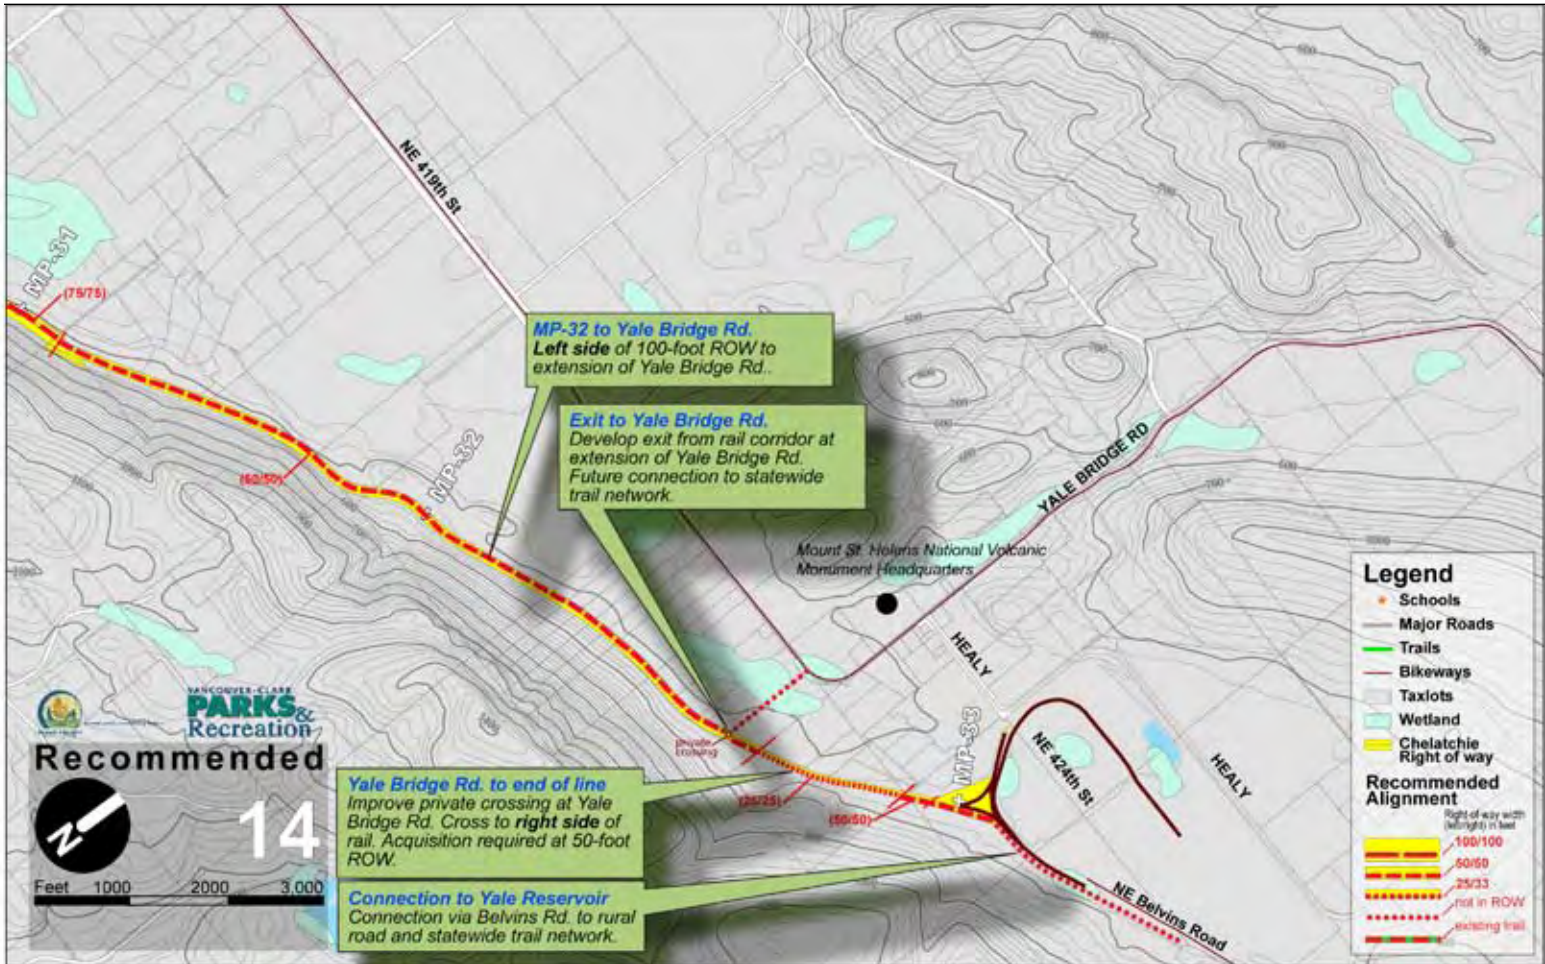 NE 419th St
MP-31
(75/75)
MP-32 to Yale Bridge Rd.
Left side of 100-foot ROW to
extension of Yale Bridge Rd..
Exit to Yale Bridge Rd.
Develop exit from rail corridor at
extension of Yale Bridge Rd.
Future connection to statewide
trail network.
MP-32
YALE BRIDGE RD
Mount St. Helens National Volcanic
Monument Headquarters
HEALY
MP-33
NE 424th St
HEALY
private
crossing
(25/25)
(50/50)
Yale Bridge Rd. to end of line
Improve private crossing at Yale
Bridge Rd. Cross to right side of
rail. Acquisition required at 50-foot
ROW.
Connection to Yale Reservoir
Connection via Belvins Rd. to rural
road and statewide trail network.
NE Belvins Road
VANCOUVER-CLARK
PARKS&
Recreation
Recommended
N
14
Feet 1000 2000 3,000
Legend
Schools
Major Roads
Trails
Bikeways
Taxlots
Wetland
Chelatchie
Right of way
Recommended
Alignment
Right-of-way width
(left/right) in feet
100/100
50/50
25/33
not in ROW
existing trail